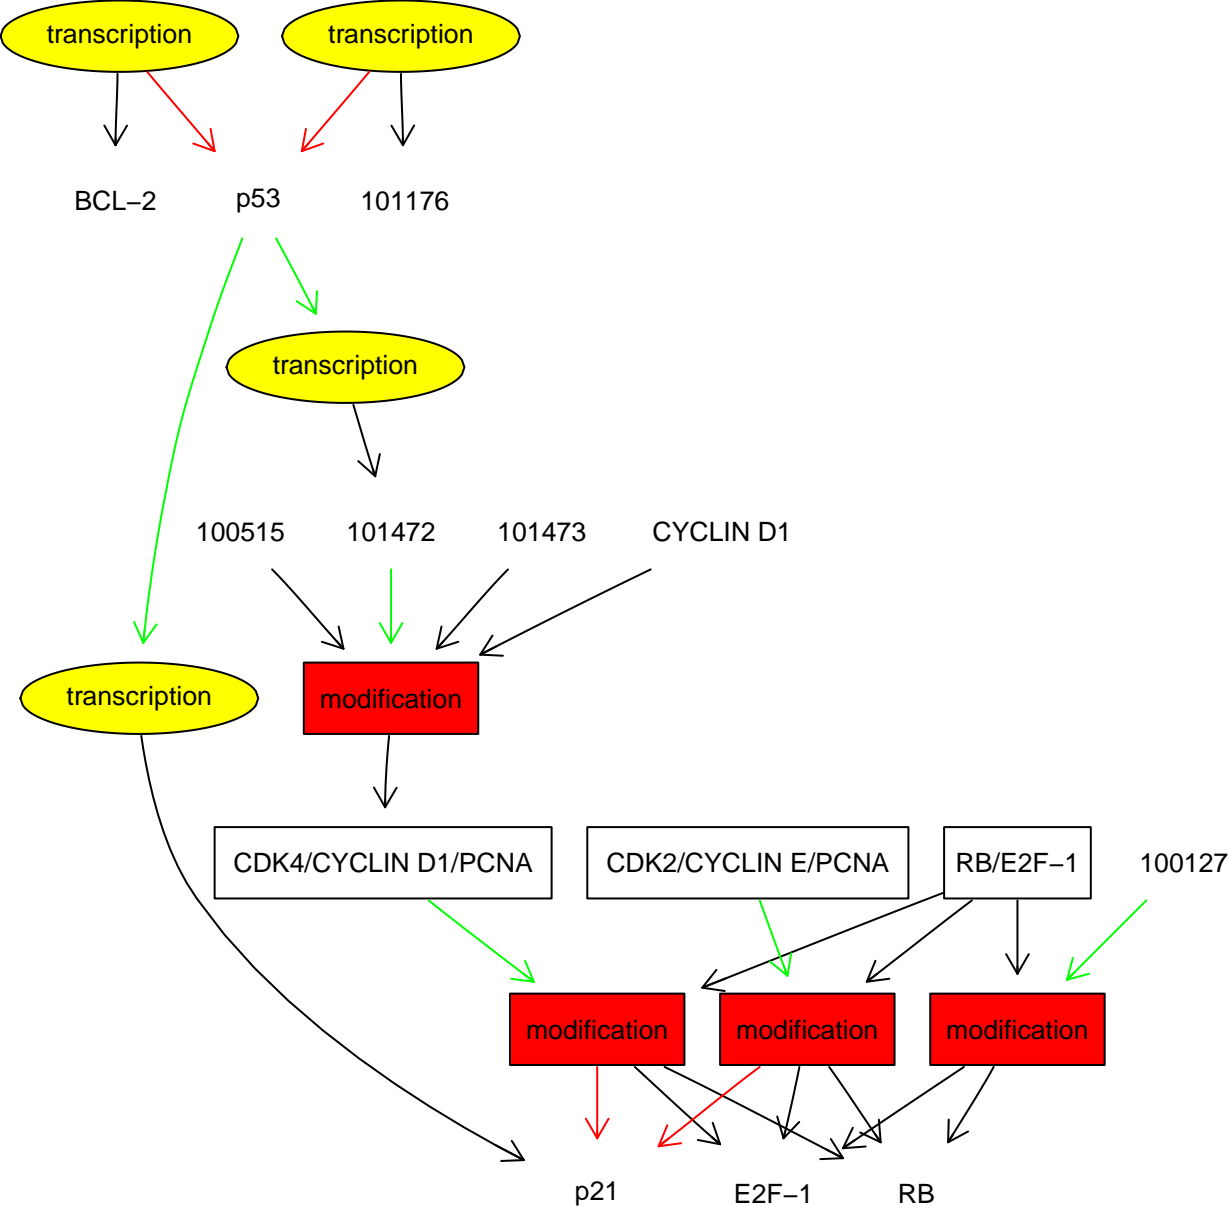 transcription
transcription
BCL−2
p53
101176
transcription
100515
101472
101473
CYCLIN D1
transcription
modification
CDK4/CYCLIN D1/PCNA
CDK2/CYCLIN E/PCNA
RB/E2F−1
100127
modification
modification
modification
p21
E2F−1
RB